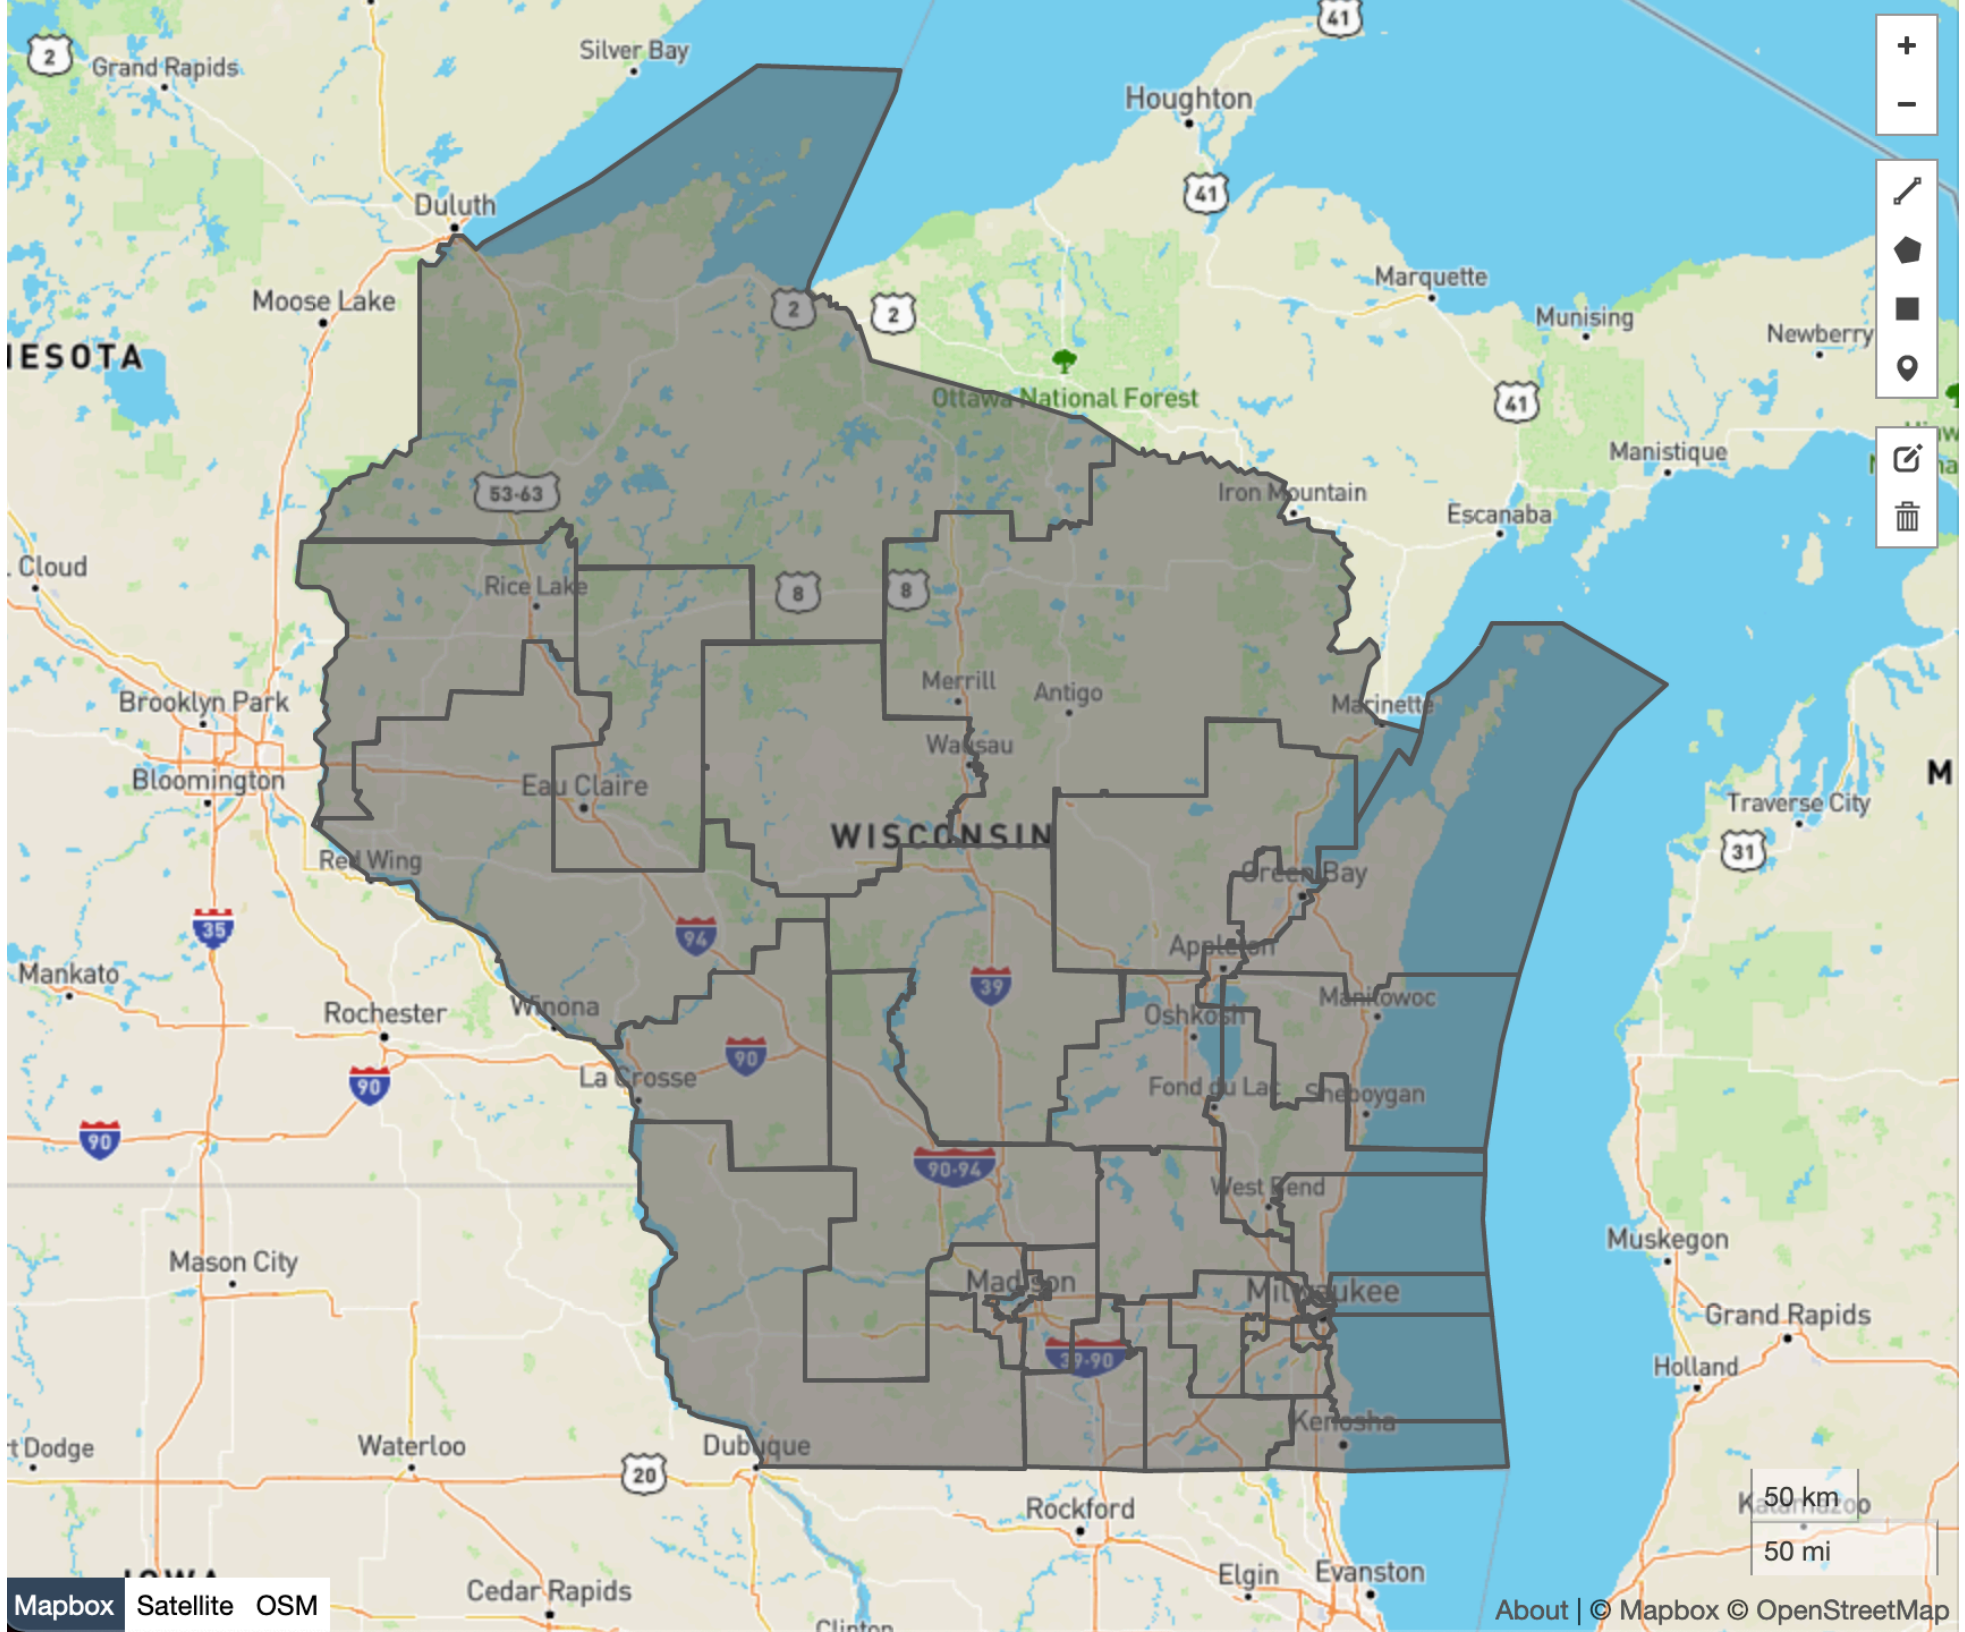 41
2
Grand Rapids
Silver Bay
Houghton
+
−
41
Duluth
Moose Lake
2
2
Marquette
Munising
Newberry
NESOTA
Ottawa National Forest
41
Manistique
53-63
Iron Mountain
Escanaba
. Cloud
Rice Lake
8
8
Brooklyn Park
Merrill
Antigo
Marinette
Wausau
Bloomington
Eau Claire
M
Traverse City
WISCONSIN
31
Red Wing
Green Bay
35
94
Appleton
Mankato
39
Manitowoc
Rochester
Winona
Oshkosh
90
90
La Crosse
Fond du Lac
Sheboygan
90
90-94
West Bend
Muskegon
Mason City
Madison
Milwaukee
Grand Rapids
39-90
Holland
Kenosha
rt Dodge
Waterloo
Dubuque
20
50 km
Kalamazoo
Rockford
50 mi
IOWA
Elgin
Evanston
Cedar Rapids
Mapbox Satellite OSM
Clinton
About | © Mapbox © OpenStreetMap